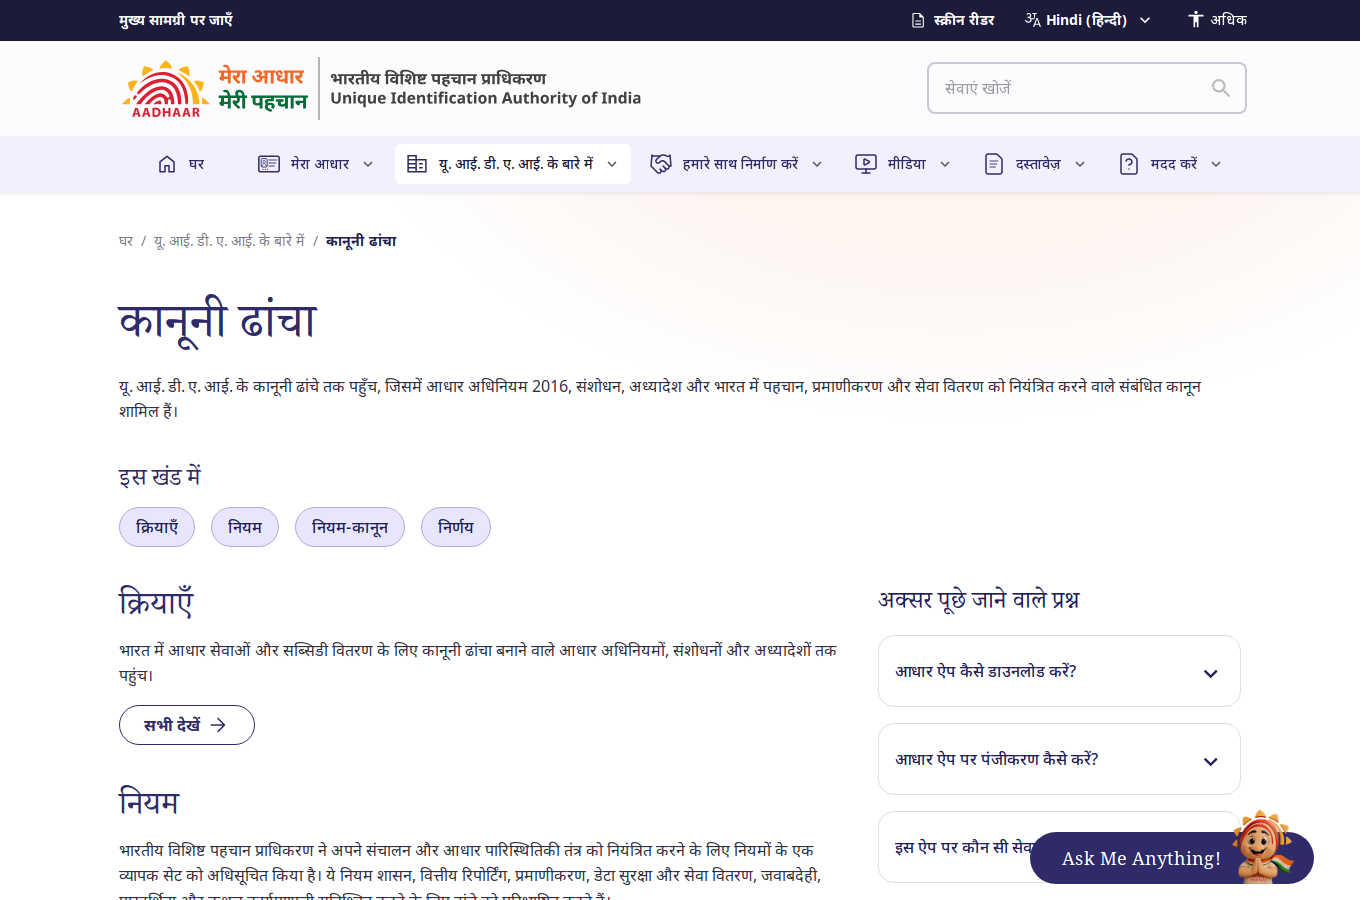 मुख्य सामग्री पर जाएँ
स्क्रीन रीडर
Hindi (हिन्दी)
अधिक
AADHAAR
मेरा आधार
मेरी पहचान
भारतीय विशिष्ट पहचान प्राधिकरण
Unique Identification Authority of India
सेवाएं खोजें
घर
मेरा आधार
यू. आई. डी. ए. आई. के बारे में
हमारे साथ निर्माण करें
मीडिया
दस्तावेज़
मदद करें
घर / यू. आई. डी. ए. आई. के बारे में / कानूनी ढांचा
कानूनी ढांचा
यू. आई. डी. ए. आई. के कानूनी ढांचे तक पहुँच, जिसमें आधार अधिनियम 2016, संशोधन, अध्यादेश और भारत में पहचान, प्रमाणीकरण और सेवा वितरण को नियंत्रित करने वाले संबंधित कानून
शामिल हैं।
इस खंड में
क्रियाएँ
नियम
नियम-कानून
निर्णय
क्रियाएँ
भारत में आधार सेवाओं और सब्सिडी वितरण के लिए कानूनी ढांचा बनाने वाले आधार अधिनियमों, संशोधनों और अध्यादेशों तक
पहुंच।
सभी देखें
नियम
भारतीय विशिष्ट पहचान प्राधिकरण ने अपने संचालन और आधार पारिस्थितिकी तंत्र को नियंत्रित करने के लिए नियमों के एक
व्यापक सेट को अधिसूचित किया है। ये नियम शासन, वित्तीय रिपोर्टिंग, प्रमाणीकरण, डेटा सुरक्षा और सेवा वितरण, जवाबदेही,
अक्सर पूछे जाने वाले प्रश्न
आधार ऐप कैसे डाउनलोड करें?
आधार ऐप पर पंजीकरण कैसे करें?
इस ऐप पर कौन सी
Ask Me Anything!